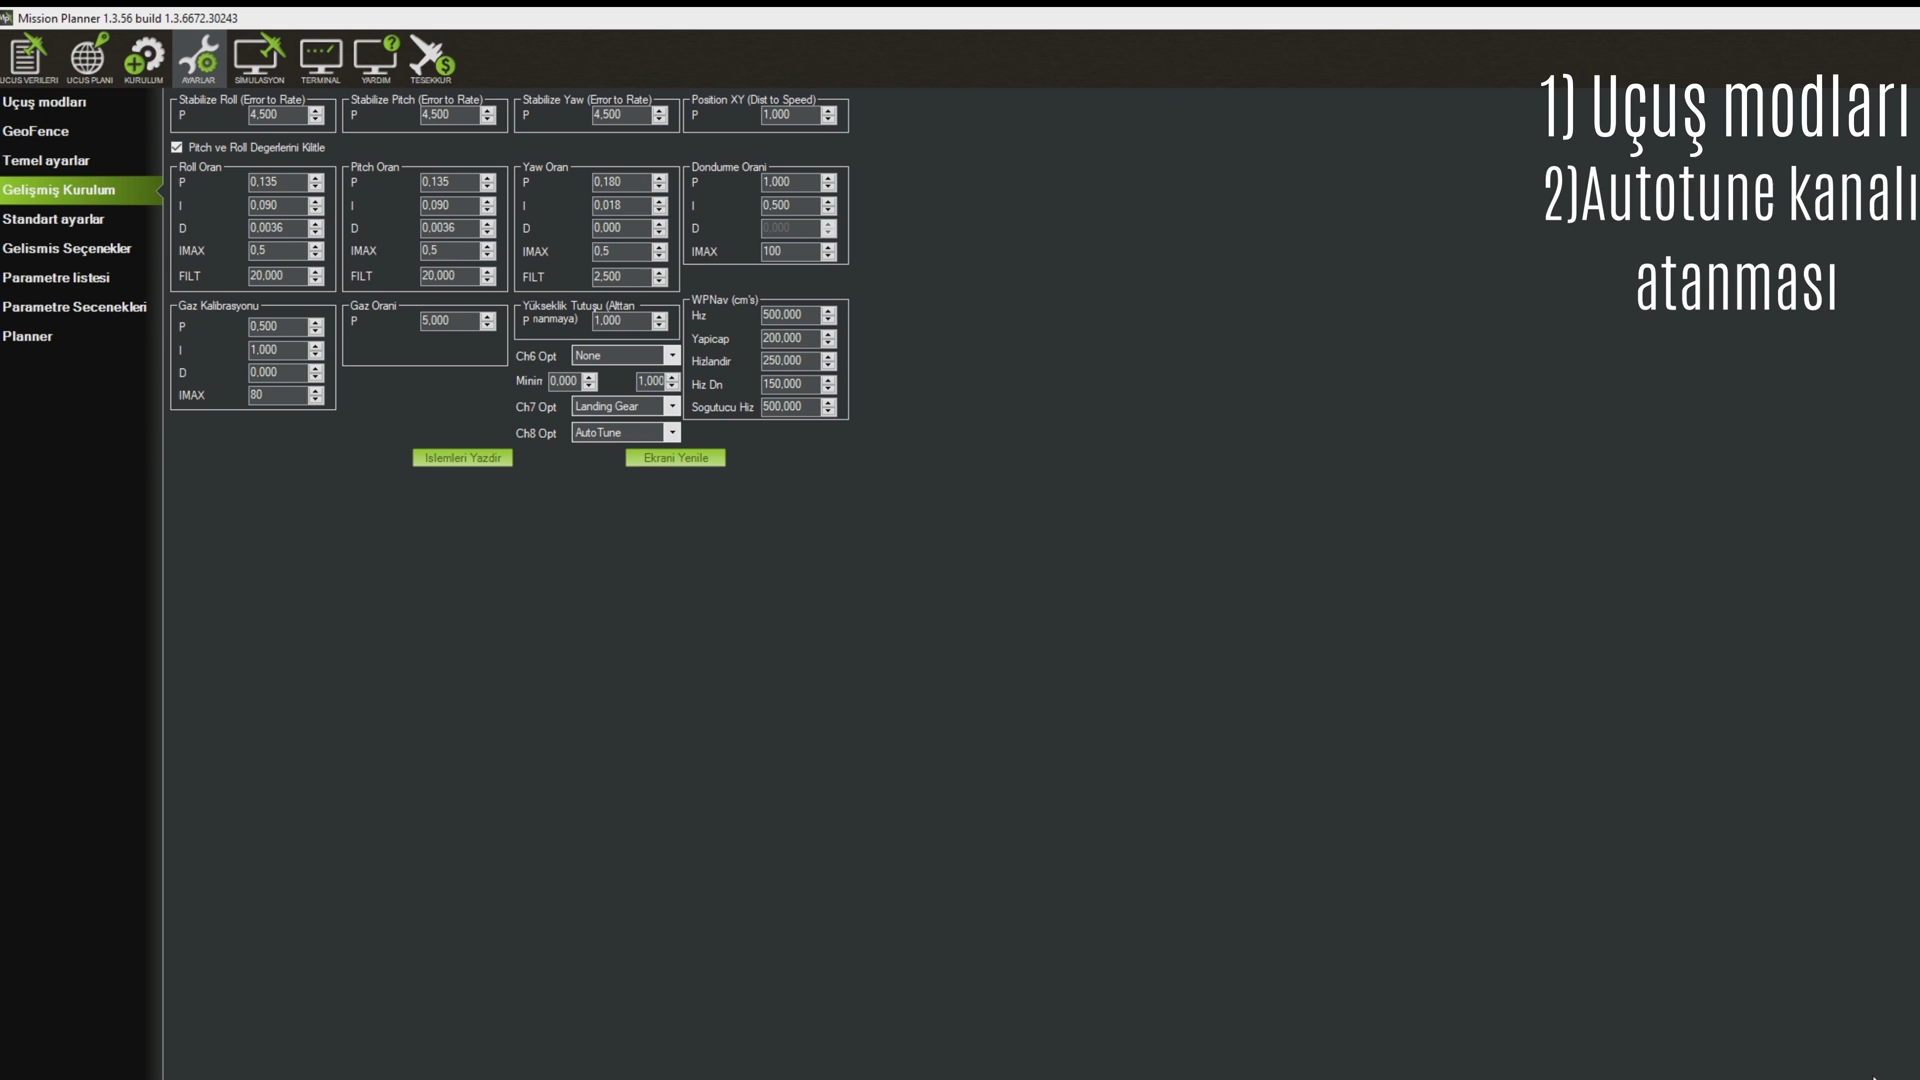 Mission Planner 1.3.56 build 1.3.6672.30243
UCUS VERILERI UCUS PLANI KURULUM AYARLAR SİMULASYON TERMINAL YARDIM TESEKKUR
1) Uçuş modları
2)Autotune kanalı
atanması
Uçuş modları
GeoFence
Temel ayarlar
Gelişmiş Kurulum
Standart ayarlar
Gelismis Seçenekler
Parametre listesi
Parametre Secenekleri
Planner
Stabilize Roll (Error to Rate)
P 4,500
Stabilize Pitch (Error to Rate)
P 4,500
Stabilize Yaw (Error to Rate)
P 4,500
Position XY (Dist to Speed)
P 1,000
Pitch ve Roll Degerlerini Kilitle
Roll Oran
P 0,135
I 0,090
D 0,0036
IMAX 0,5
FILT 20,000
Pitch Oran
P 0,135
I 0,090
D 0,0036
IMAX 0,5
FILT 20,000
Yaw Oran
P 0,180
I 0,018
D 0,000
IMAX 0,5
FILT 2,500
Dondurme Orani
P 1,000
I 0,500
D 0,000
IMAX 100
Gaz Kalibrasyonu
P 0,500
I 1,000
D 0,000
IMAX 80
Gaz Orani
P 5,000
Yükseklik Tutuşu (Alttan
P nanmaya) 1,000
Ch6 Opt None
Minin 0,000 1,000
Ch7 Opt Landing Gear
Ch8 Opt AutoTune
WPNav (cm's)
Hız 500,000
Yapicap 200,000
Hizlandir 250,000
Hiz Dn 150,000
Sogutucu Hiz 500,000
Islemleri Yazdir
Ekrani Yenile